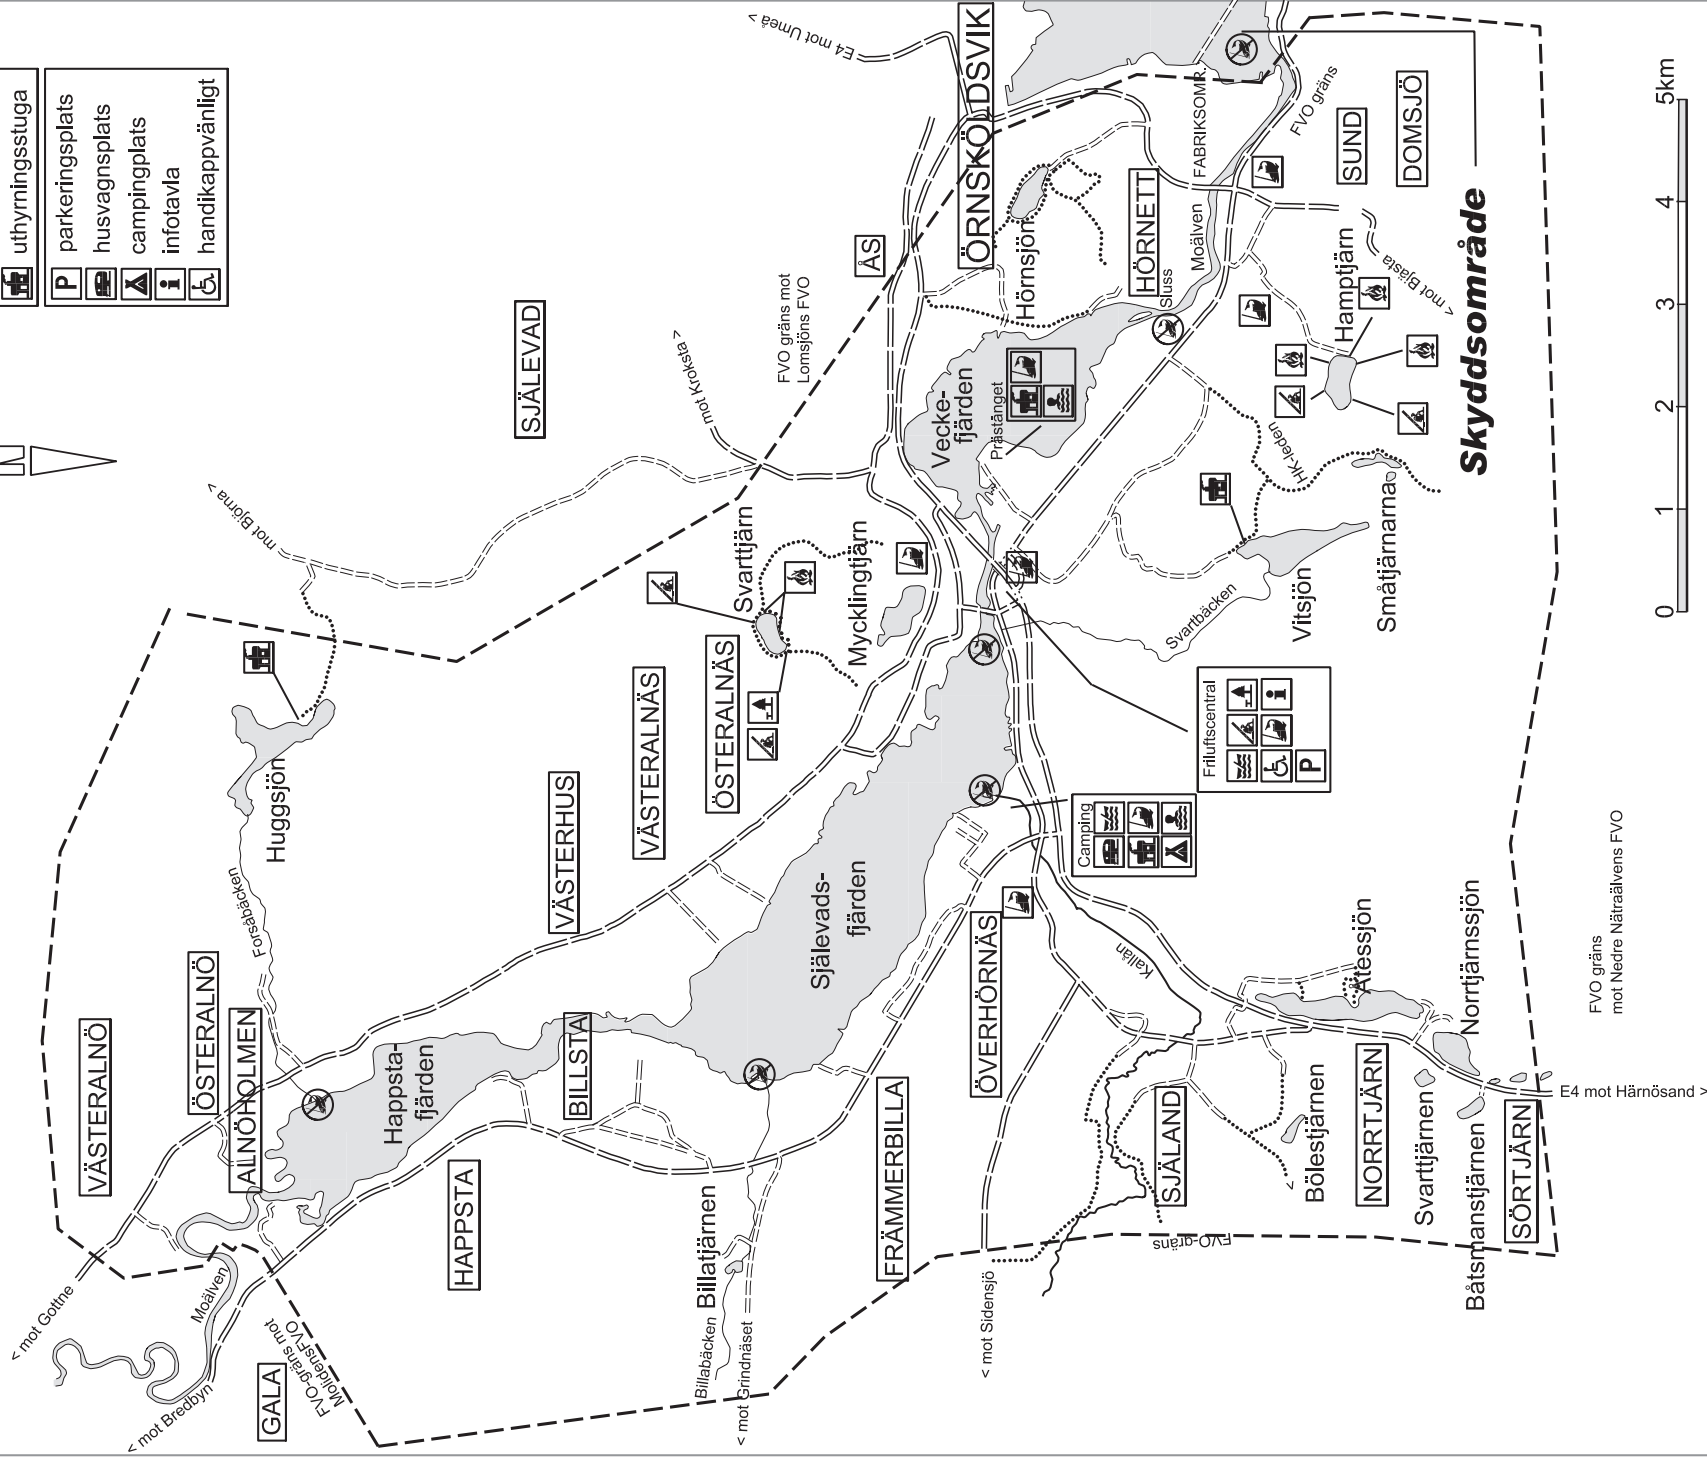 uthyrningsstuga
P parkeringsplats
husvagnsplats
campingplats
i infotavla
handikappvänligt
N
< mot Gottne
VÄSTERALNÖ
ÖSTERALNÖ
ALNÖHOLMEN
Moälven
< mot Bredbyn
GALA
FVO-gräns mot
MolidensFVO
Forsåbäcken
Huggsjön
mot Björna >
SJÄLEVAD
mot Kroksta >
FVO gräns mot
Lomsjöns FVO
E4 mot Umeå >
ÅS
ÖRNSKÖLDSVIK
Happsta-
fjärden
HAPPSTA
BILLSTA
VÄSTERHUS
VÄSTERALNÄS
ÖSTERALNÄS
Svarttjärn
Mycklingtjärn
Själevads-
fjärden
Vecke-
fjärden
Prästänget
Hörnsjön
HÖRNETT
Sluss
Moälven
FABRIKSOMR.
FVO gräns
SUND
DOMSJÖ
Skyddsområde
Hamptjärn
< mot Bjästa
HK-leden
Småtjärnarna
Vitsjön
Svartbäcken
Friluftscentral
i
P
Camping
Billatjärnen
Billabäcken
< mot Grindnäset
FRÄMMERBILLA
ÖVERHÖRNÄS
< mot Sidensjö
Kallån
SJÄLAND
FVO-gräns
Bölestjärnen
Åtessjön
Norrtjärnssjön
NORRTJÄRN
Svarttjärnen
Båtsmanstjärnen
SÖRTJÄRN
E4 mot Härnösand >
FVO gräns
mot Nedre Nätraälvens FVO
0 1 2 3 4 5km